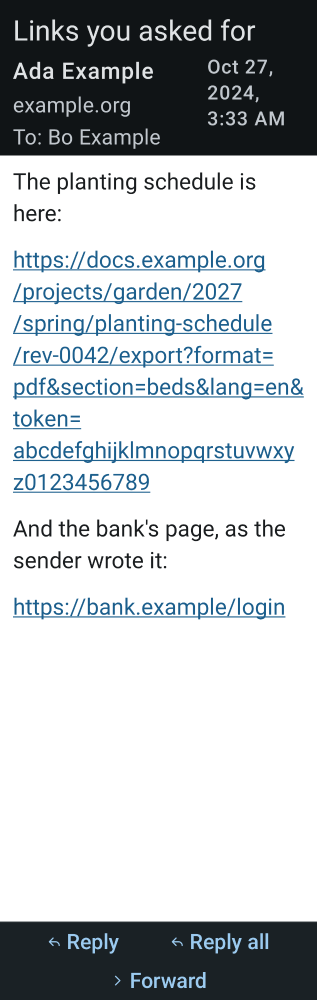 Links you asked for
Ada Example
example.org
To: Bo Example
Oct 27,
2024,
3:33 AM
The planting schedule is
here:
https://docs.example.org
/projects/garden/2027
/spring/planting-schedule
/rev-0042/export?format=
pdf&section=beds&lang=en&
token=
abcdefghijklmnopqrstuvwxy
z0123456789
And the bank's page, as the
sender wrote it:
https://bank.example/login
Reply
Reply all
Forward